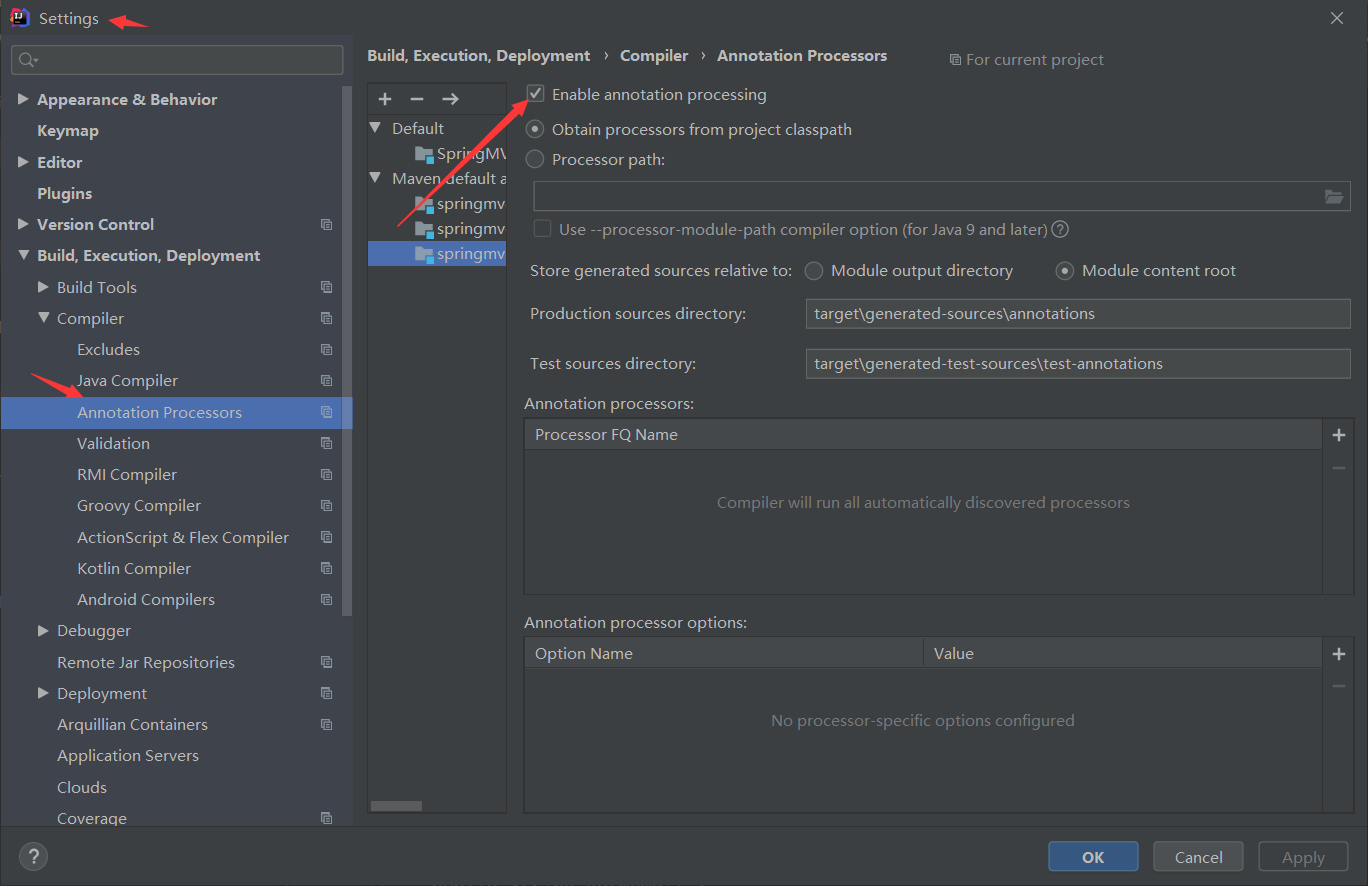 Settings
Appearance & Behavior
Keymap
Editor
Plugins
Version Control
Build, Execution, Deployment
Build Tools
Compiler
Excludes
Java Compiler
Annotation Processors
Validation
RMI Compiler
Groovy Compiler
ActionScript & Flex Compiler
Kotlin Compiler
Android Compilers
Debugger
Remote Jar Repositories
Deployment
Arquillian Containers
Application Servers
Clouds
Coverage
Build, Execution, Deployment › Compiler › Annotation Processors
For current project
Default
SpringMV
Maven default a
springmv
springmv
springmv
Enable annotation processing
Obtain processors from project classpath
Processor path:
Use --processor-module-path compiler option (for Java 9 and later) ?
Store generated sources relative to: Module output directory Module content root
Production sources directory: target\generated-sources\annotations
Test sources directory: target\generated-test-sources\test-annotations
Annotation processors:
Processor FQ Name
Compiler will run all automatically discovered processors
Annotation processor options:
Option Name Value
No processor-specific options configured
? OK Cancel Apply